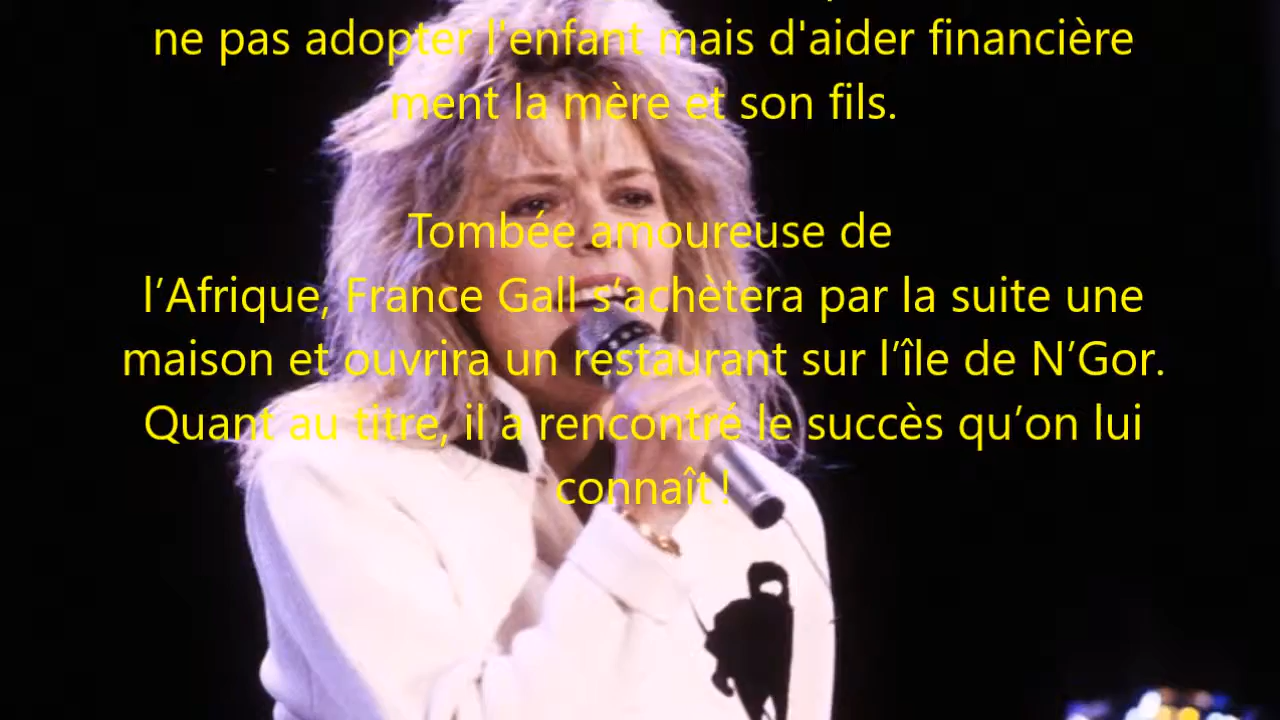 ne pas adopter l'enfant mais d'aider financière
ment la mère et son fils.
Tombée amoureuse de
l’Afrique, France Gall s’achètera par la suite une
maison et ouvrira un restaurant sur l’île de N’Gor.
Quant au titre, il a rencontré le succès qu’on lui
connaît !